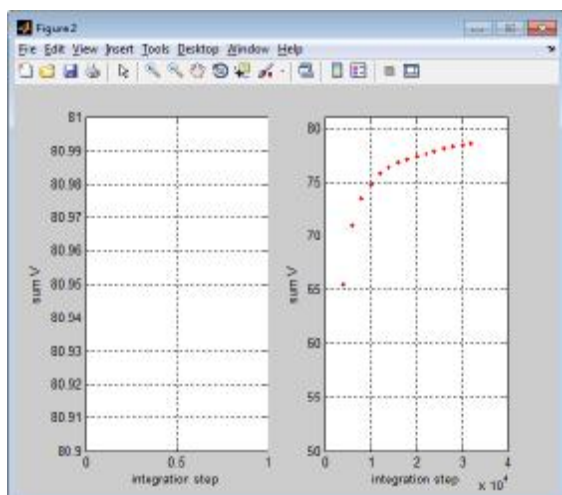 Figure 2
File Edit View Insert Tools Desktop Window Help
81
80.99
80.98
80.97
80.96
80.95
80.94
80.93
80.92
80.91
80.9
sum V
0 0.5 1
integration step
80
75
70
65
60
55
50
sum V
0 1 2 3 4
integration step x 10^4